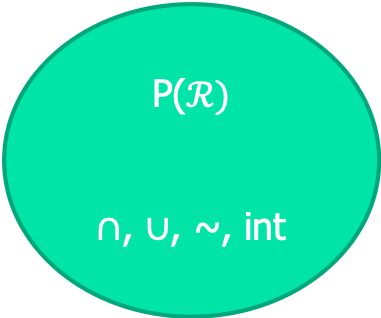 P(ℛ)
∩, ∪, ~, int